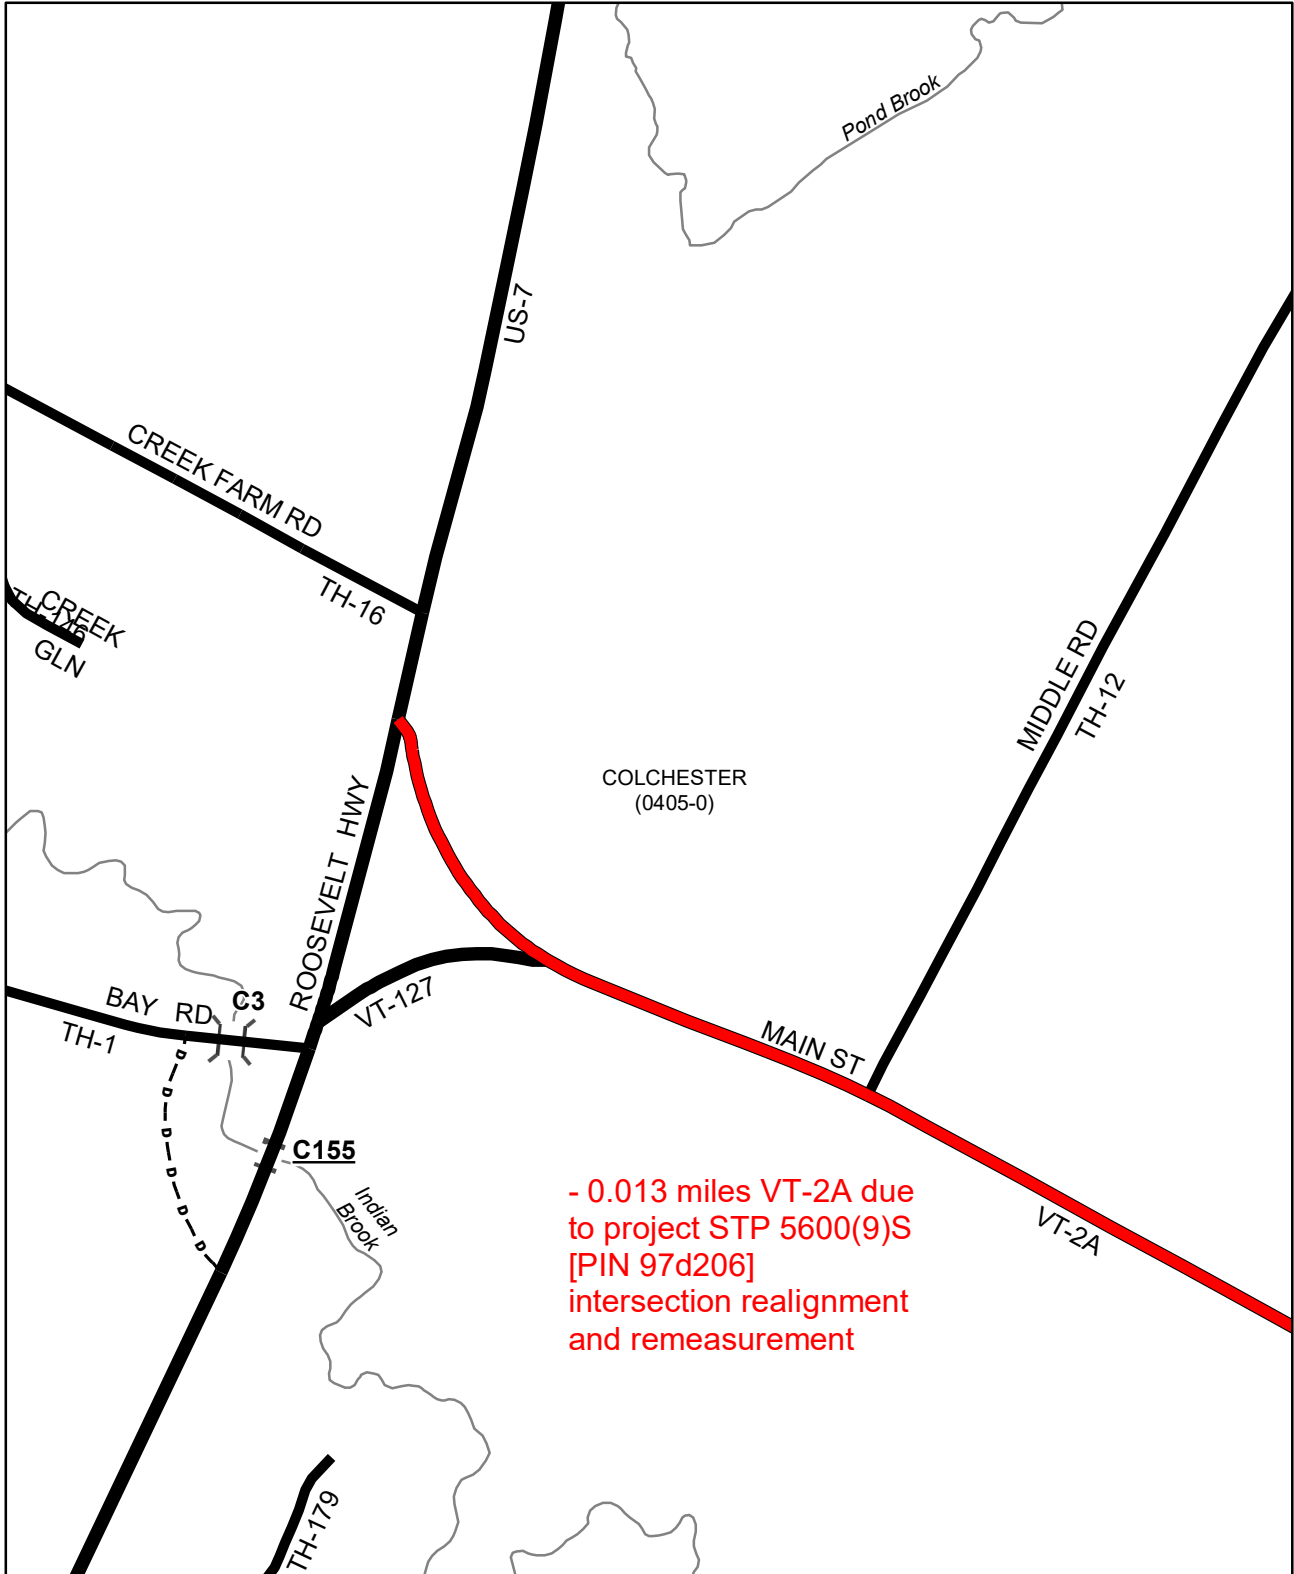 Pond Brook
US-7
CREEK FARM RD
TH-16
CREEK
TH-146
GLN
MIDDLE RD
TH-12
COLCHESTER
(0405-0)
ROOSEVELT HWY
BAY RD
C3
TH-1
VT-127
MAIN ST
D
D
D
D
D
D
C155
Indian
Brook
- 0.013 miles VT-2A due
to project STP 5600(9)S
[PIN 97d206]
intersection realignment
and remeasurement
VT-2A
TH-179